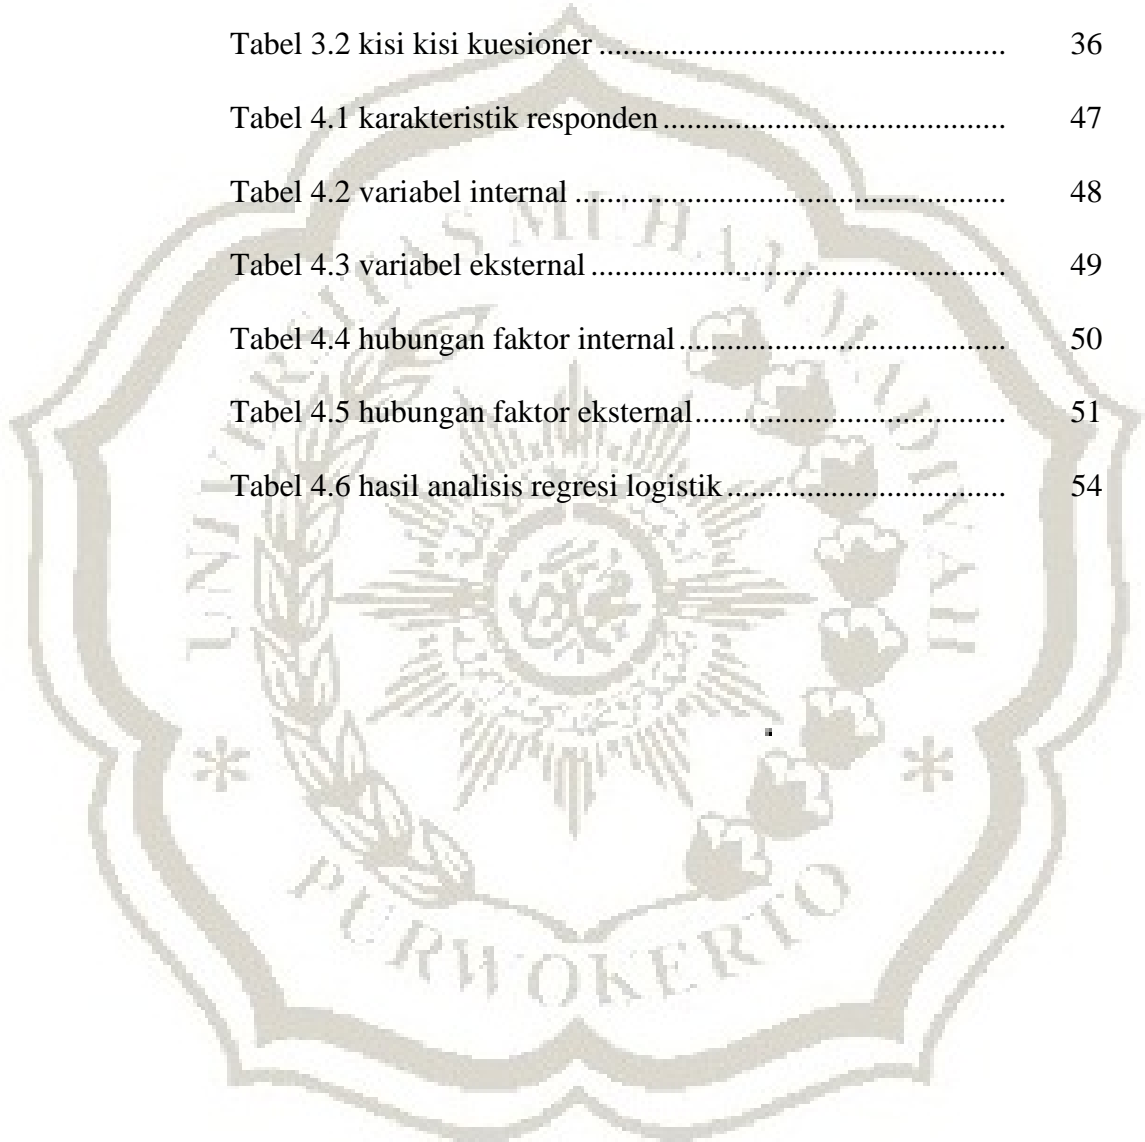 Tabel 3.2 kisi kisi kuesioner .................................................... 36
Tabel 4.1 karakteristik responden ............................................ 47
Tabel 4.2 variabel internal ....................................................... 48
Tabel 4.3 variabel eksternal ..................................................... 49
Tabel 4.4 hubungan faktor internal .......................................... 50
Tabel 4.5 hubungan faktor eksternal ........................................ 51
Tabel 4.6 hasil analisis regresi logistik .................................... 54
UNIVERSITAS MUHAMMADIYAH
PURWOKERTO